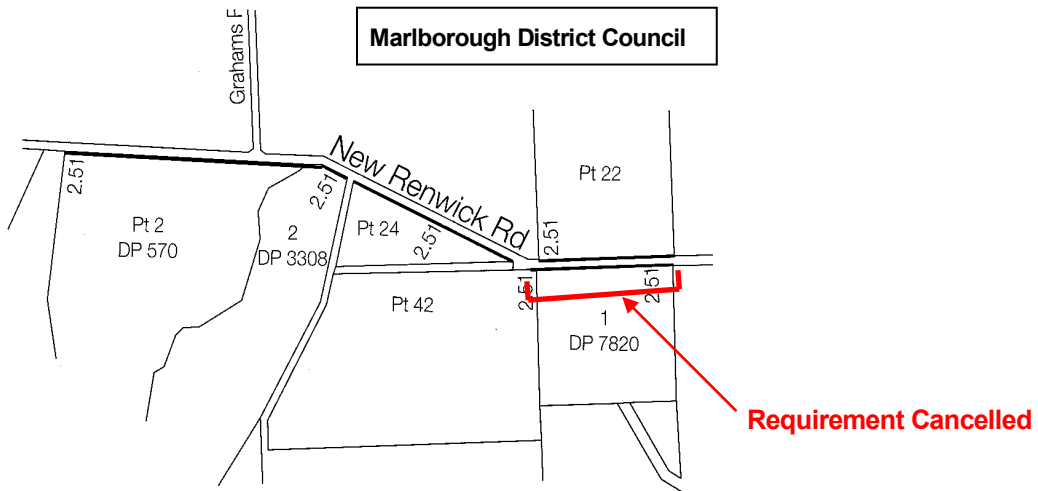 Marlborough District Council
Grahams
New Renwick Rd
Pt 22
2.51
2.51
Pt 2
DP 570
2
DP 3308
Pt 24
2.51
2.51
2.51
2.51
Pt 42
1
DP 7820
Requirement Cancelled